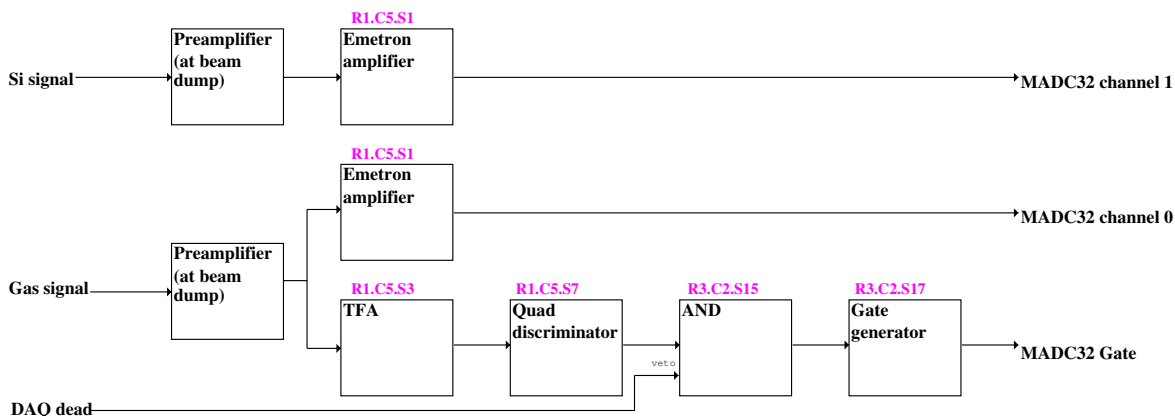 R1.C5.S1
Preamplifier
(at beam
dump)
Emetron
amplifier
Si signal
MADC32 channel 1
R1.C5.S1
Emetron
amplifier
MADC32 channel 0
Preamplifier
(at beam
dump)
Gas signal
R1.C5.S3
R1.C5.S7
R3.C2.S15
R3.C2.S17
TFA
Quad
discriminator
AND
Gate
generator
MADC32 Gate
veto
DAQ dead